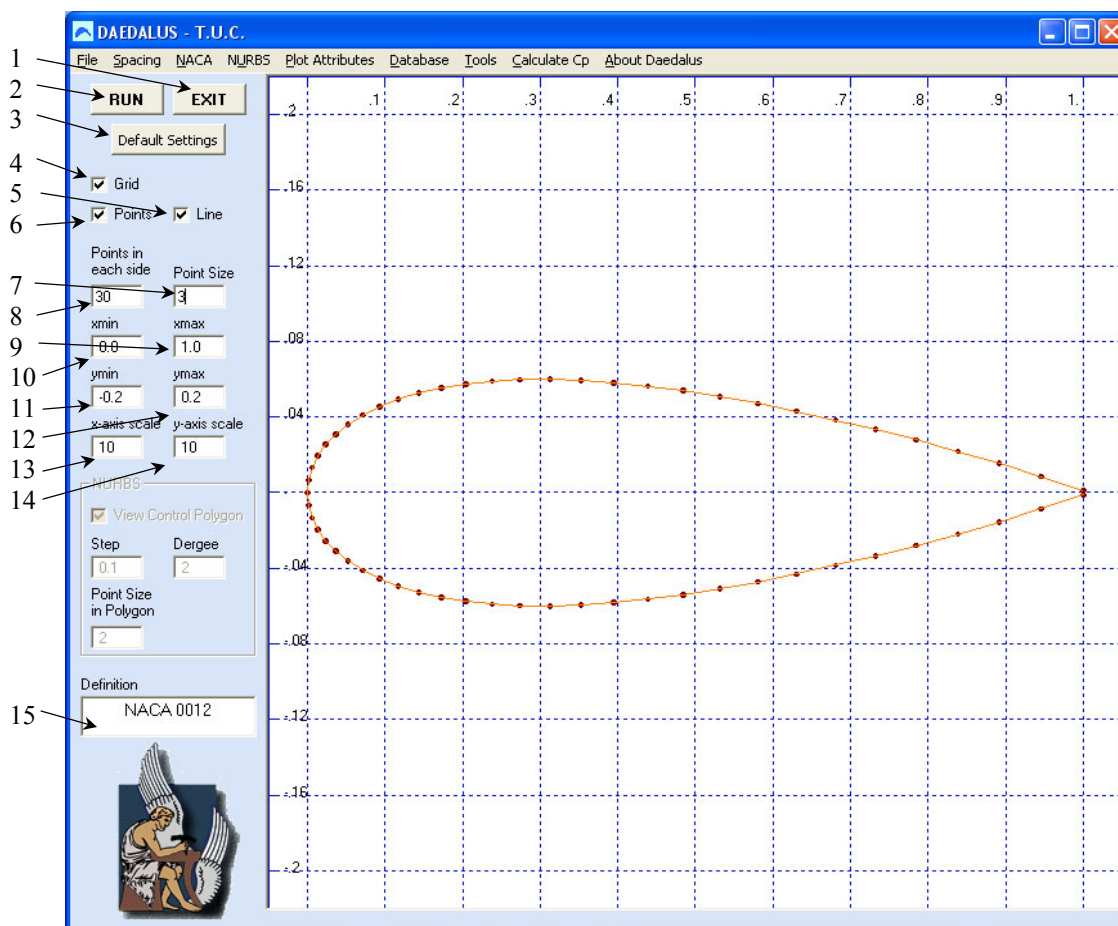 DAEDALUS - T.U.C.
File Spacing NACA NURBS Plot Attributes Database Tools Calculate Cp About Daedalus
1
2
3
4
5
6
7
8
9
10
11
12
13
14
15
RUN EXIT
Default Settings
Grid
Points Line
Points in
each side Point Size
30 3
xmin xmax
0.0 1.0
ymin ymax
-0.2 0.2
x-axis scale y-axis scale
10 10
NURBS
View Control Polygon
Step Dergee
0.1 2
Point Size
in Polygon
2
Definition
NACA 0012
.1 .2 .3 .4 .5 .6 .7 .8 .9 1.
.2
.16
.12
.08
.04
.
-.04
-.08
-.12
-.16
-.2